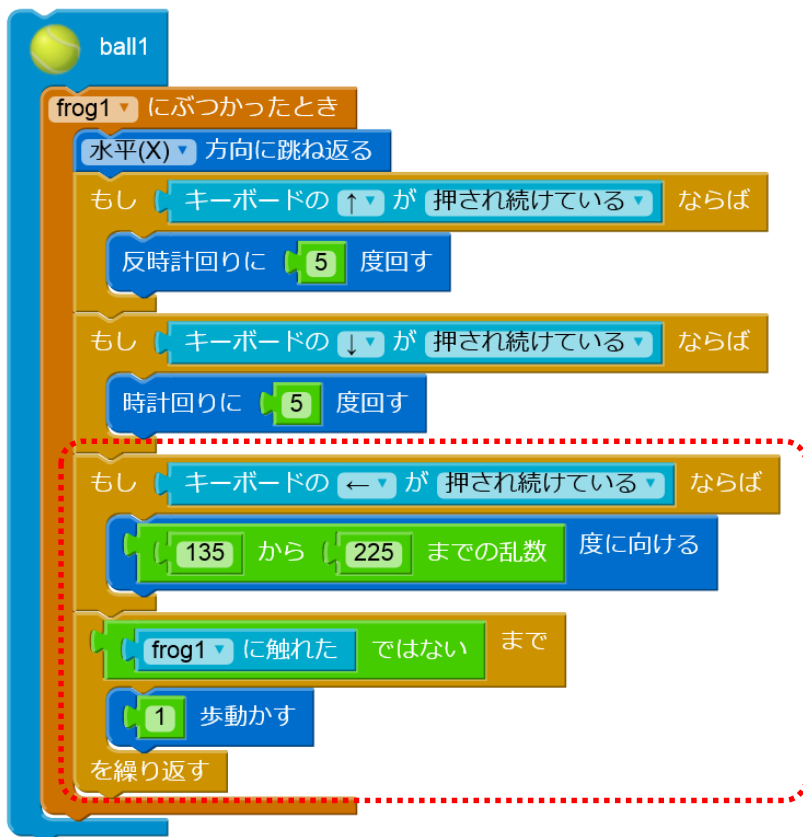 ball1
frog1 にぶつかったとき
水平(X) 方向に跳ね返る
もし キーボードの ↑ が 押され続けている ならば
反時計回りに 5 度回す
もし キーボードの ↓ が 押され続けている ならば
時計回りに 5 度回す
もし キーボードの ← が 押され続けている ならば
135 から 225 までの乱数 度に向ける
frog1 に触れた ではない まで
1 歩動かす
を繰り返す